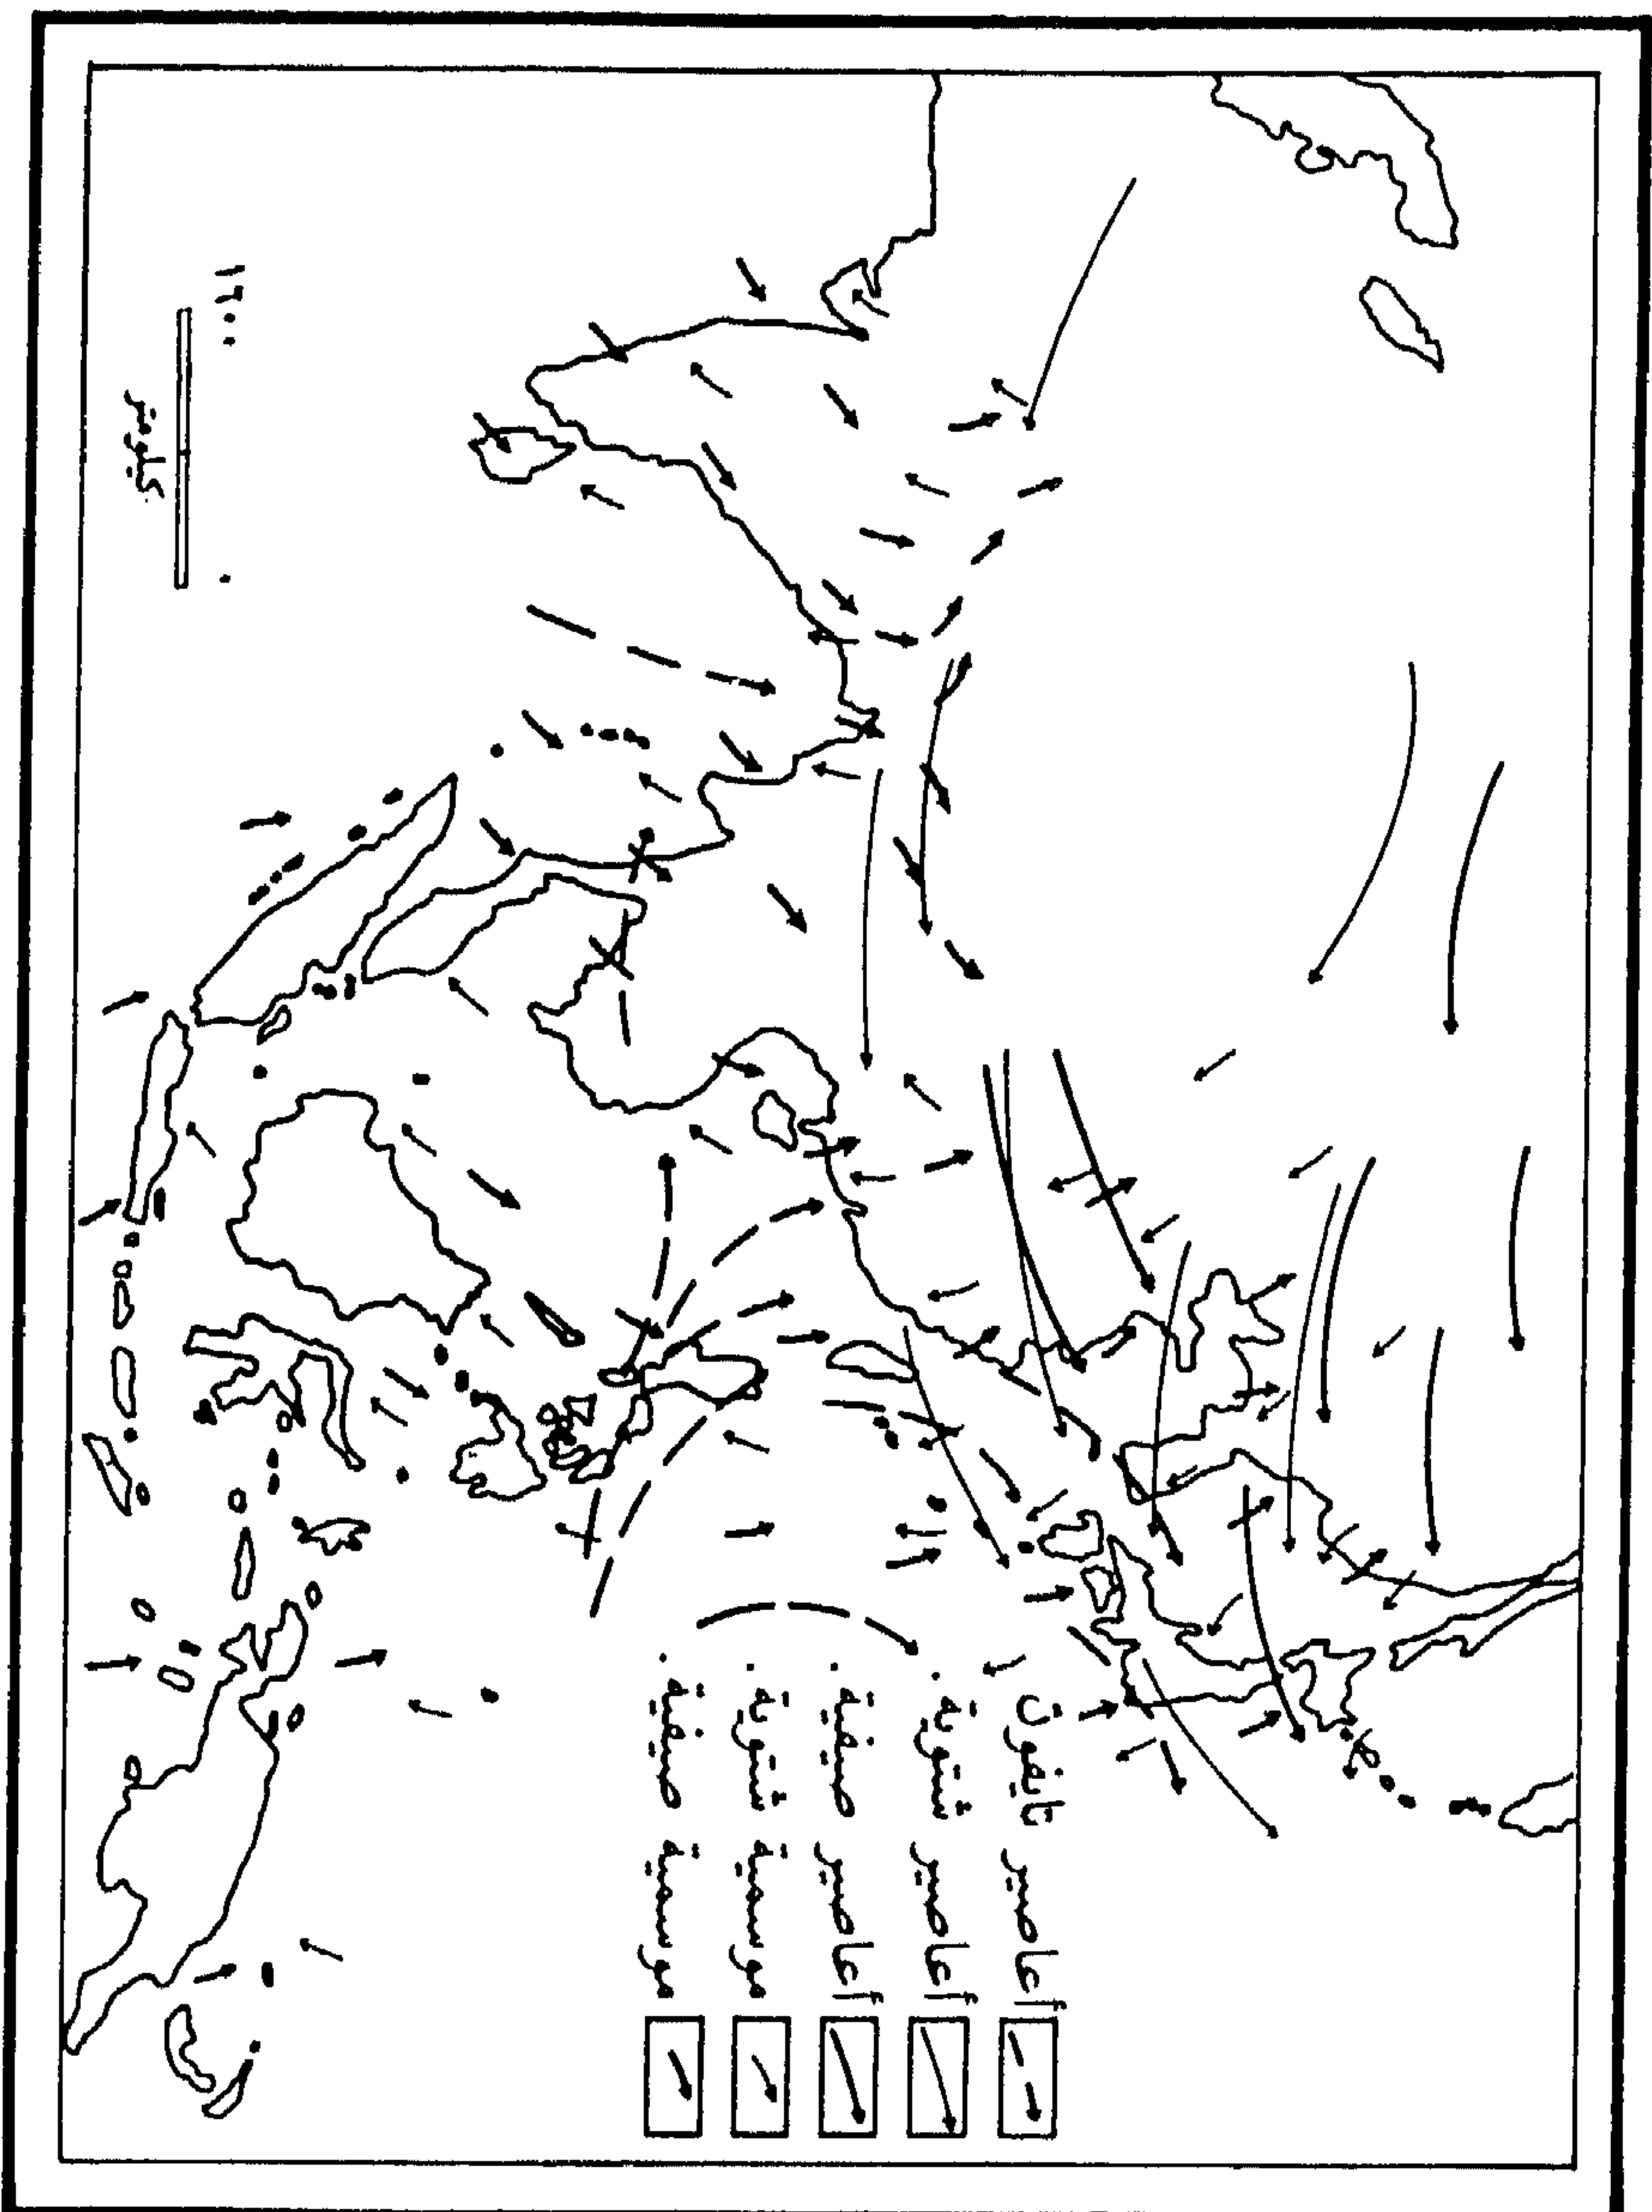 أعاصير تايفون
أعاصير شتوية.
أعاصير صيفية.
موسمية شتوية.
موسمية صيفية.
١٦٠٠ ٠
كيلومتر